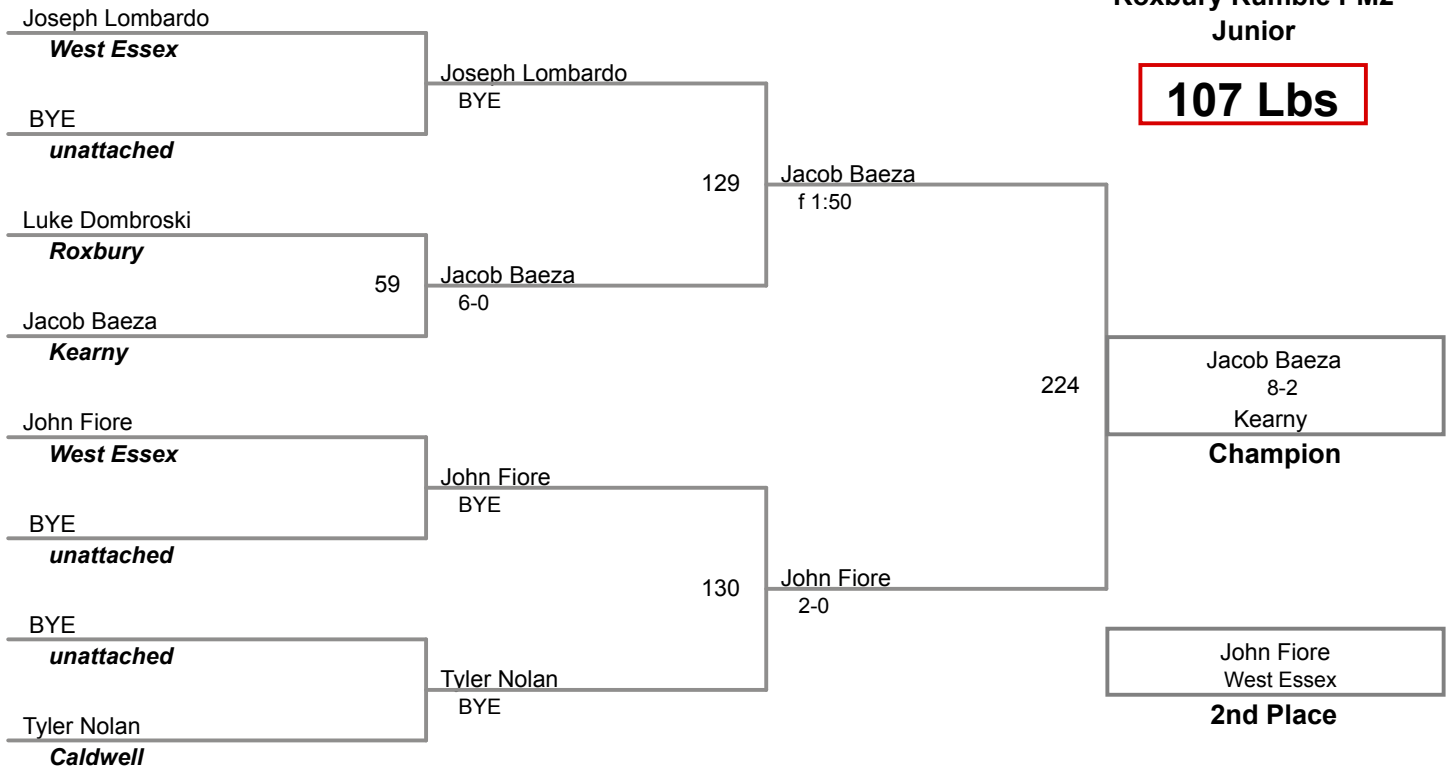 Roxbury Rumble PM2
Junior
107 Lbs
Joseph Lombardo
West Essex
BYE
unattached
Luke Dombroski
Roxbury
59
Jacob Baeza
Kearny
John Fiore
West Essex
BYE
unattached
BYE
unattached
Tyler Nolan
Caldwell
Joseph Lombardo
BYE
129
Jacob Baeza
6-0
John Fiore
BYE
130
Tyler Nolan
BYE
Jacob Baeza
f 1:50
224
John Fiore
2-0
Jacob Baeza
8-2
Kearny
Champion
John Fiore
West Essex
2nd Place